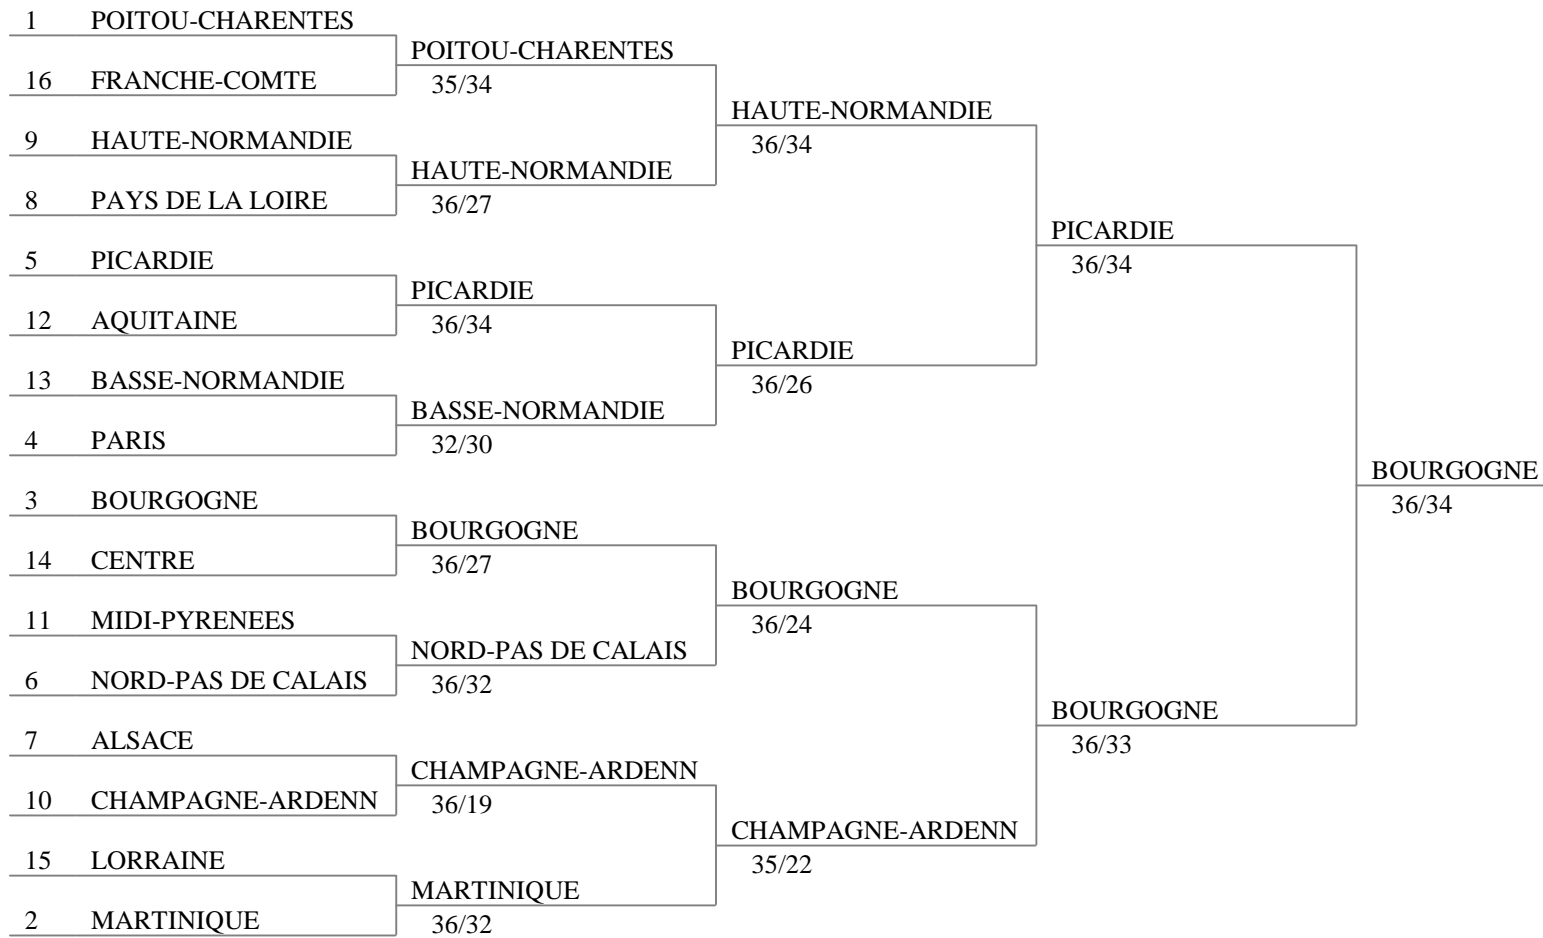 1 POITOU-CHARENTES
POITOU-CHARENTES
16 FRANCHE-COMTE
35/34
HAUTE-NORMANDIE
9 HAUTE-NORMANDIE
36/34
HAUTE-NORMANDIE
8 PAYS DE LA LOIRE
36/27
PICARDIE
5 PICARDIE
36/34
PICARDIE
12 AQUITAINE
36/34
PICARDIE
13 BASSE-NORMANDIE
36/26
BASSE-NORMANDIE
4 PARIS
32/30
BOURGOGNE
3 BOURGOGNE
36/34
BOURGOGNE
14 CENTRE
36/27
BOURGOGNE
11 MIDI-PYRENEES
36/24
NORD-PAS DE CALAIS
6 NORD-PAS DE CALAIS
36/32
BOURGOGNE
7 ALSACE
36/33
CHAMPAGNE-ARDENN
10 CHAMPAGNE-ARDENN
36/19
CHAMPAGNE-ARDENN
15 LORRAINE
35/22
MARTINIQUE
2 MARTINIQUE
36/32